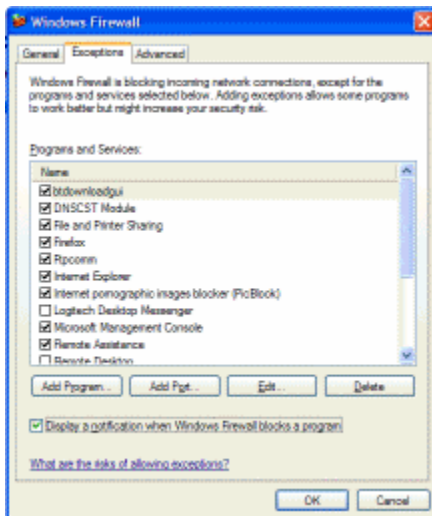 Windows Firewall
General Exceptions Advanced
Windows Firewall is blocking incoming network connections, except for the
programs and services selected below. Adding exceptions allows some programs
to work better but might increase your security risk.
Programs and Services:
Name
btdownloadgui
DNSCST Module
File and Printer Sharing
Firefox
Ftpcomm
Internet Explorer
Internet pornographic images blocker (PicBlock)
Logitech Desktop Messenger
Microsoft Management Console
Remote Assistance
Remote Desktop
Add Program... Add Port... Edit... Delete
Display a notification when Windows Firewall blocks a program
What are the risks of allowing exceptions?
OK Cancel